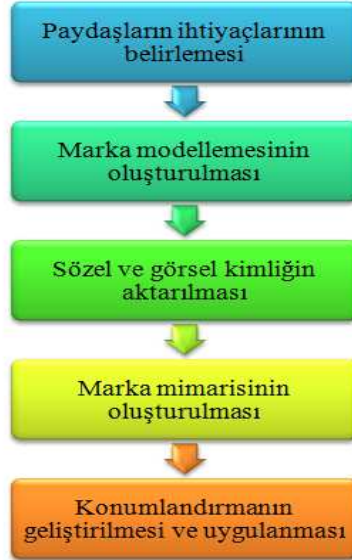 Paydaşların ihtiyaçlarının
belirlemesi
Marka modellemesinin
oluşturulması
Sözel ve görsel kimliğin
aktarılması
Marka mimarisinin
oluşturulması
Konumlandırmanın
geliştirilmesi ve uygulanması